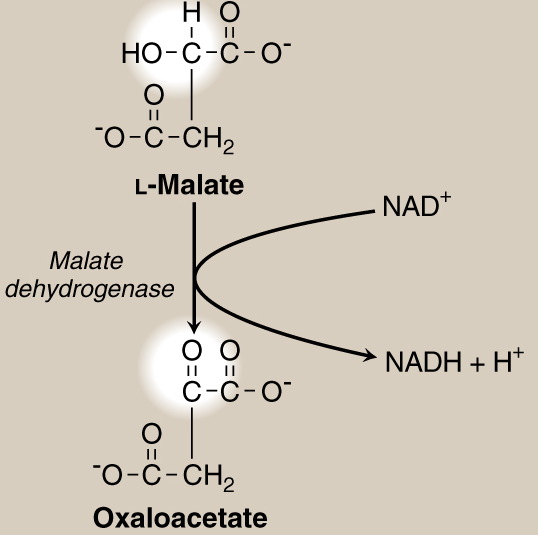 H O
HO-C-C-O⁻
O
⁻O-C-CH₂
L-Malate
NAD⁺
Malate
dehydrogenase
O O
NADH + H⁺
C-C-O⁻
O
⁻O-C-CH₂
Oxaloacetate